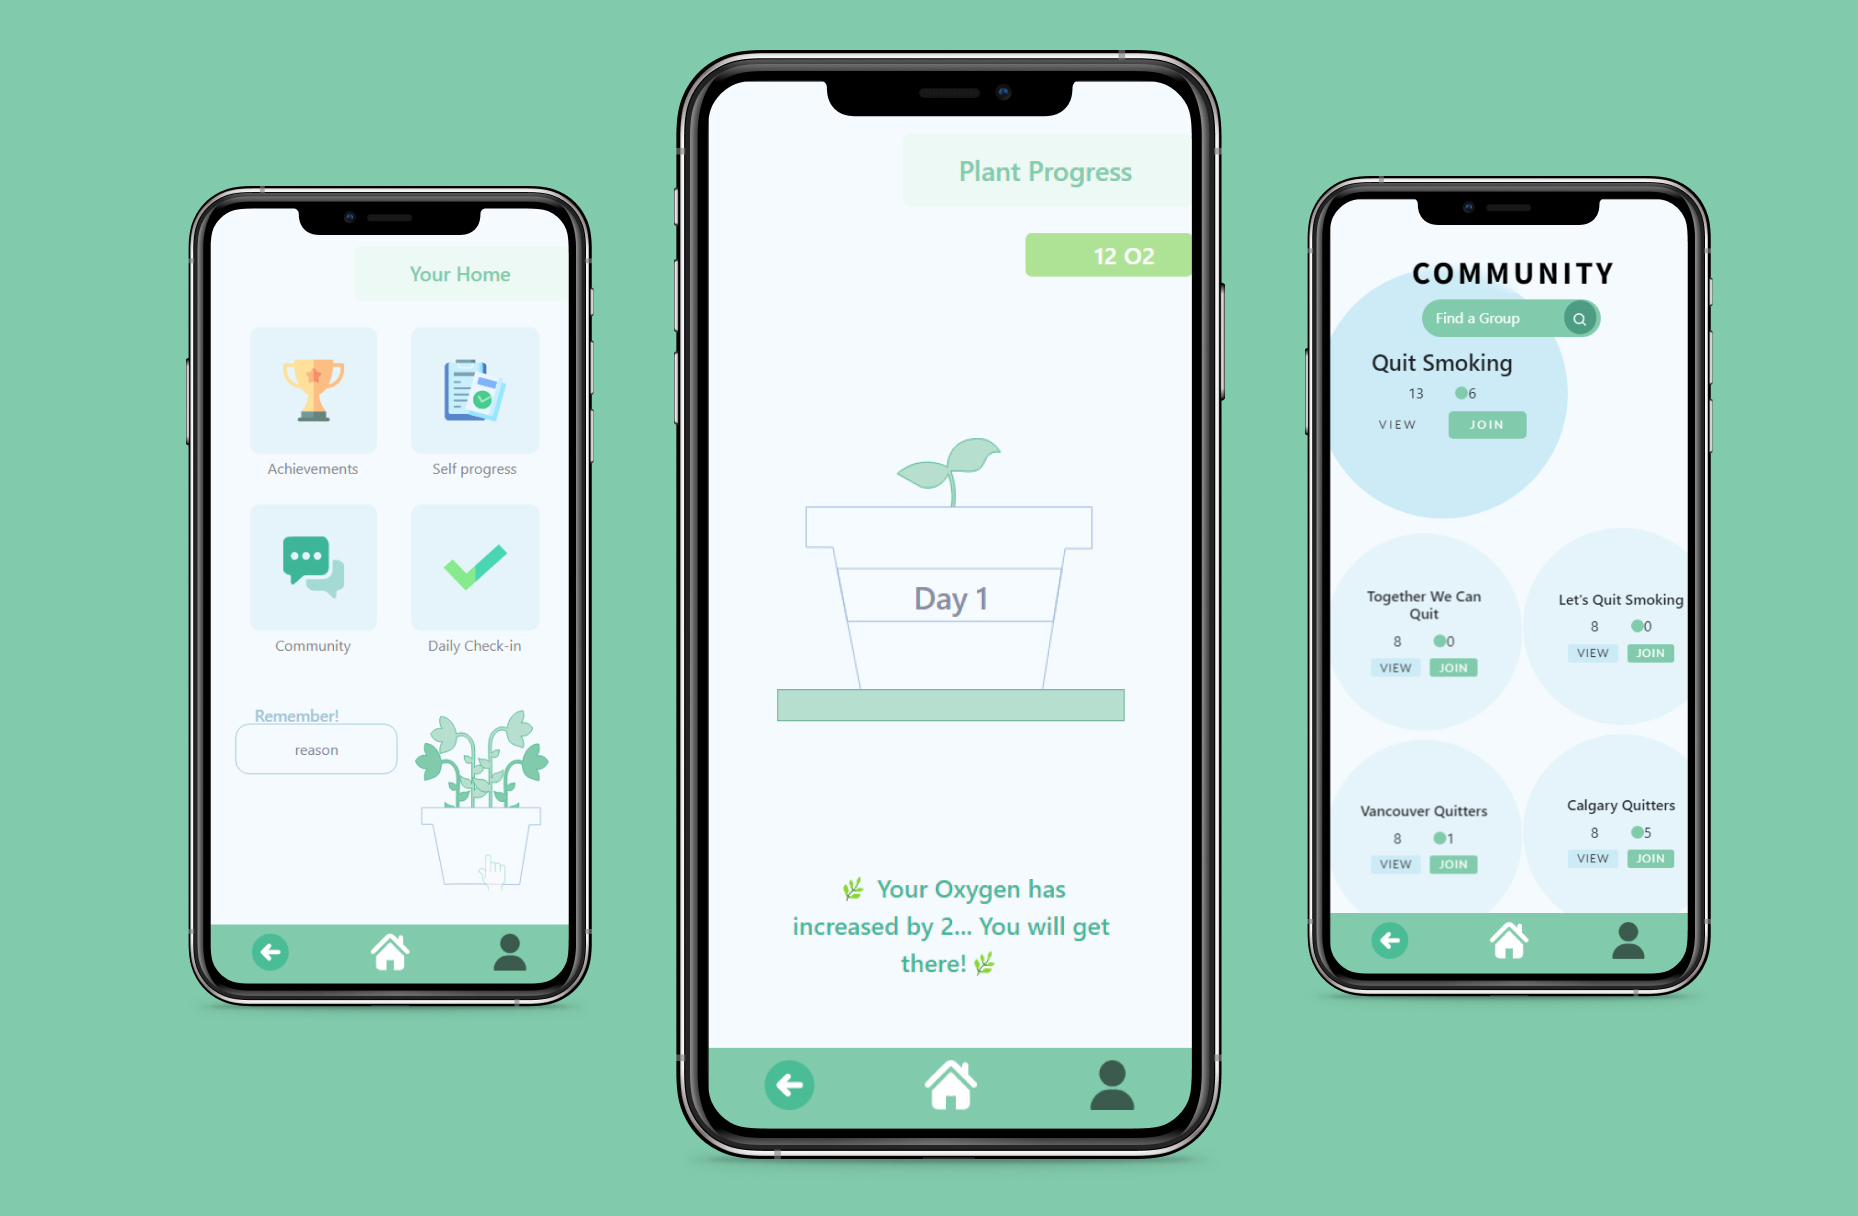 Your Home
Achievements
Self progress
Community
Daily Check-in
Remember!
reason
Plant Progress
12 O2
Day 1
Your Oxygen has
increased by 2... You will get
there!
COMMUNITY
Find a Group
Quit Smoking
13 6
VIEW JOIN
Together We Can
Quit
8 0
VIEW JOIN
Let's Quit Smoking
8 0
VIEW JOIN
Vancouver Quitters
8 1
VIEW JOIN
Calgary Quitters
8 5
VIEW JOIN